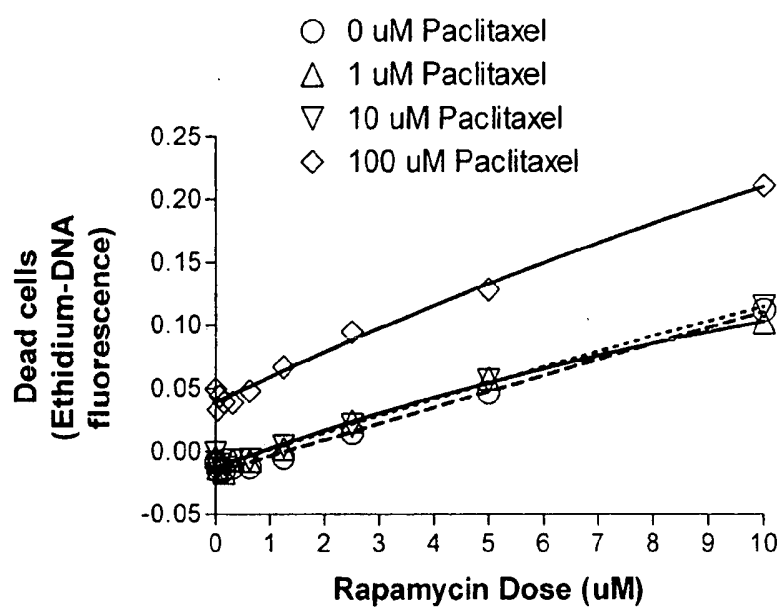 0 uM Paclitaxel
1 uM Paclitaxel
10 uM Paclitaxel
100 uM Paclitaxel
0.25
0.20
0.15
0.10
0.05
0.00
-0.05
Dead cells
(Ethidium-DNA
fluorescence)
0 1 2 3 4 5 6 7 8 9 10
Rapamycin Dose (uM)